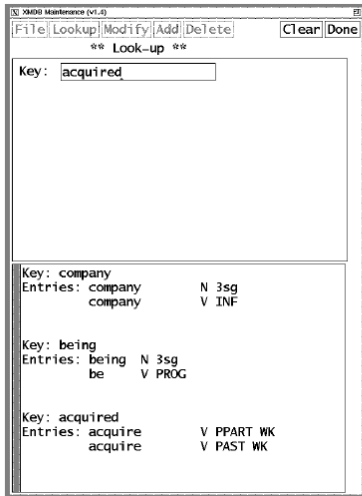 XMDB Maintenance (v1.4)
File Lookup Modify Add Delete Clear Done
** Look-up **
Key: acquired
Key: company
Entries: company N 3sg
company V INF
Key: being
Entries: being N 3sg
be V PROG
Key: acquired
Entries: acquire V PPART WK
acquire V PAST WK